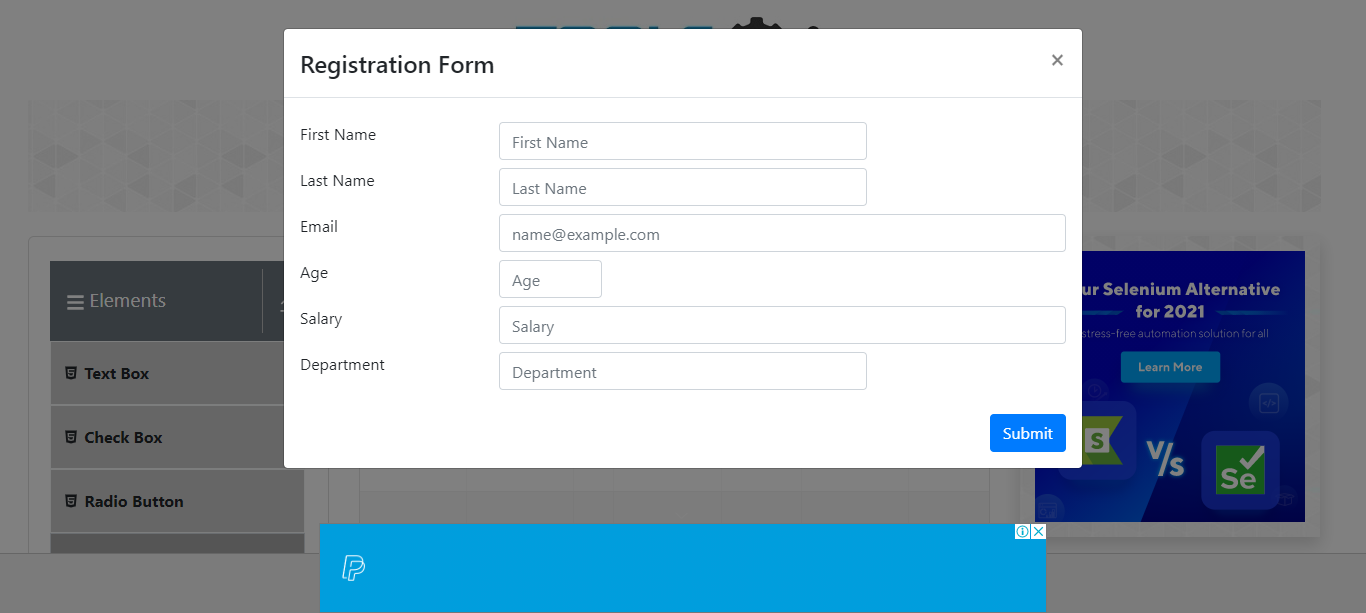 Registration Form
×
First Name
First Name
Last Name
Last Name
Email
name@example.com
Age
Age
Salary
Salary
Department
Department
Submit
Elements
Text Box
Check Box
Radio Button
ur Selenium Alternative
for 2021
stress-free automation solution for all
Learn More
S
V/s
Se